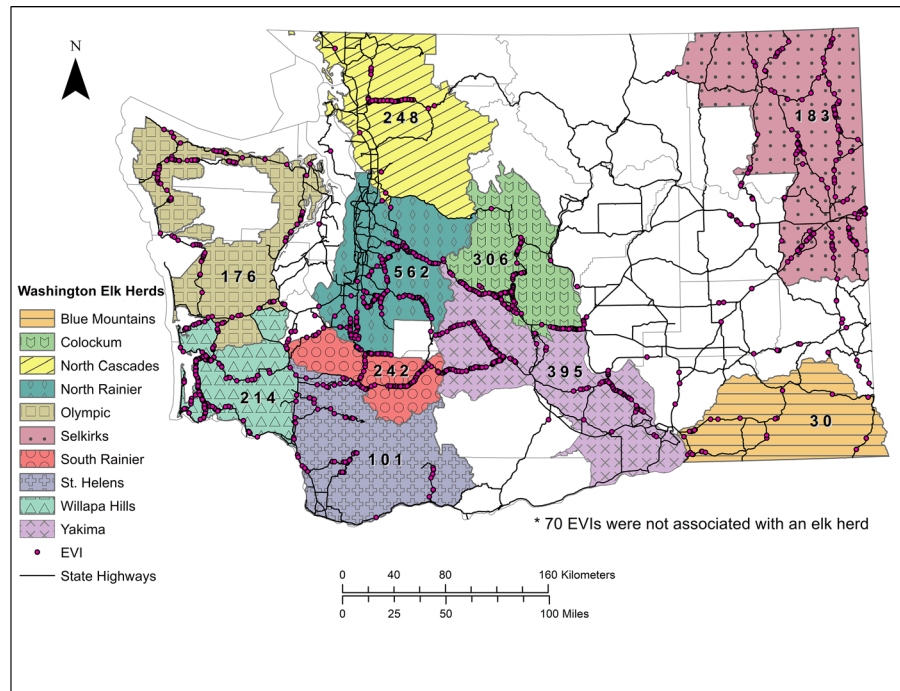 N
248
183
176
562
306
Washington Elk Herds
Blue Mountains
Colockum
North Cascades
North Rainier
Olympic
Selkirks
South Rainier
St. Helens
Willapa Hills
Yakima
EVI
State Highways
242
395
214
30
101
* 70 EVIs were not associated with an elk herd
0 40 80 160 Kilometers
0 25 50 100 Miles